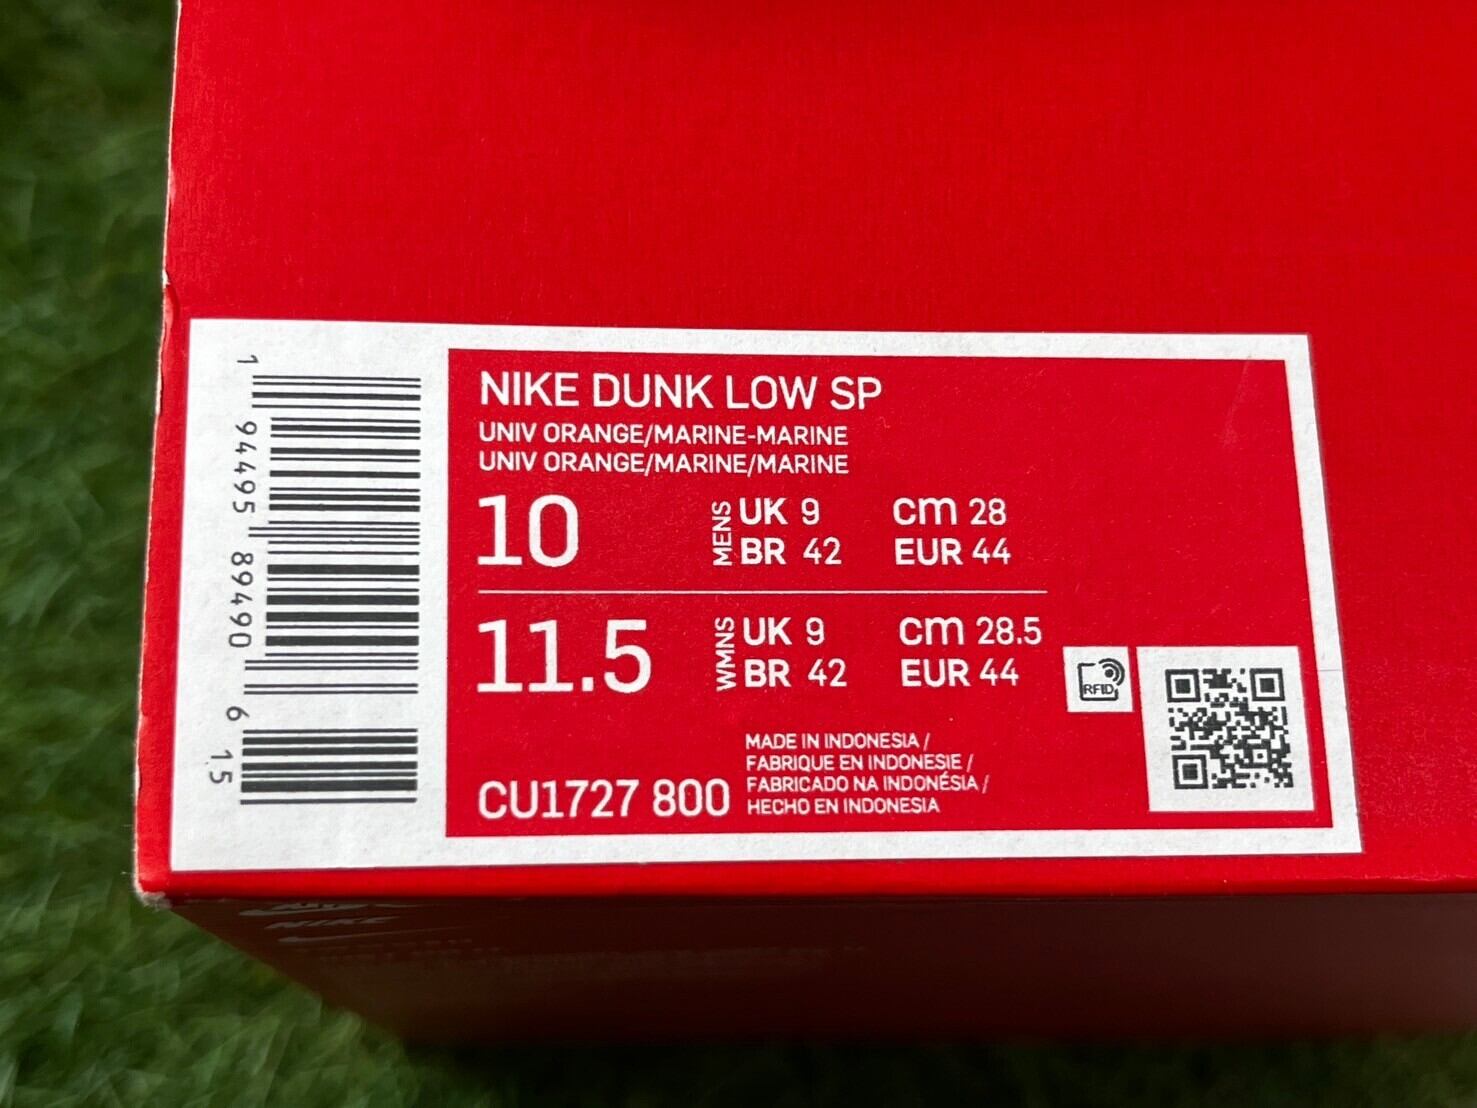 1 94495 89490 6 15
NIKE DUNK LOW SP
UNIV ORANGE/MARINE-MARINE
UNIV ORANGE/MARINE/MARINE
10 MENS UK 9 cm 28
BR 42 EUR 44
11.5 WMNS UK 9 cm 28.5
BR 42 EUR 44
RFID
MADE IN INDONESIA /
FABRIQUE EN INDONESIE /
FABRICADO NA INDONÉSIA /
HECHO EN INDONESIA
CU1727 800
NIKE